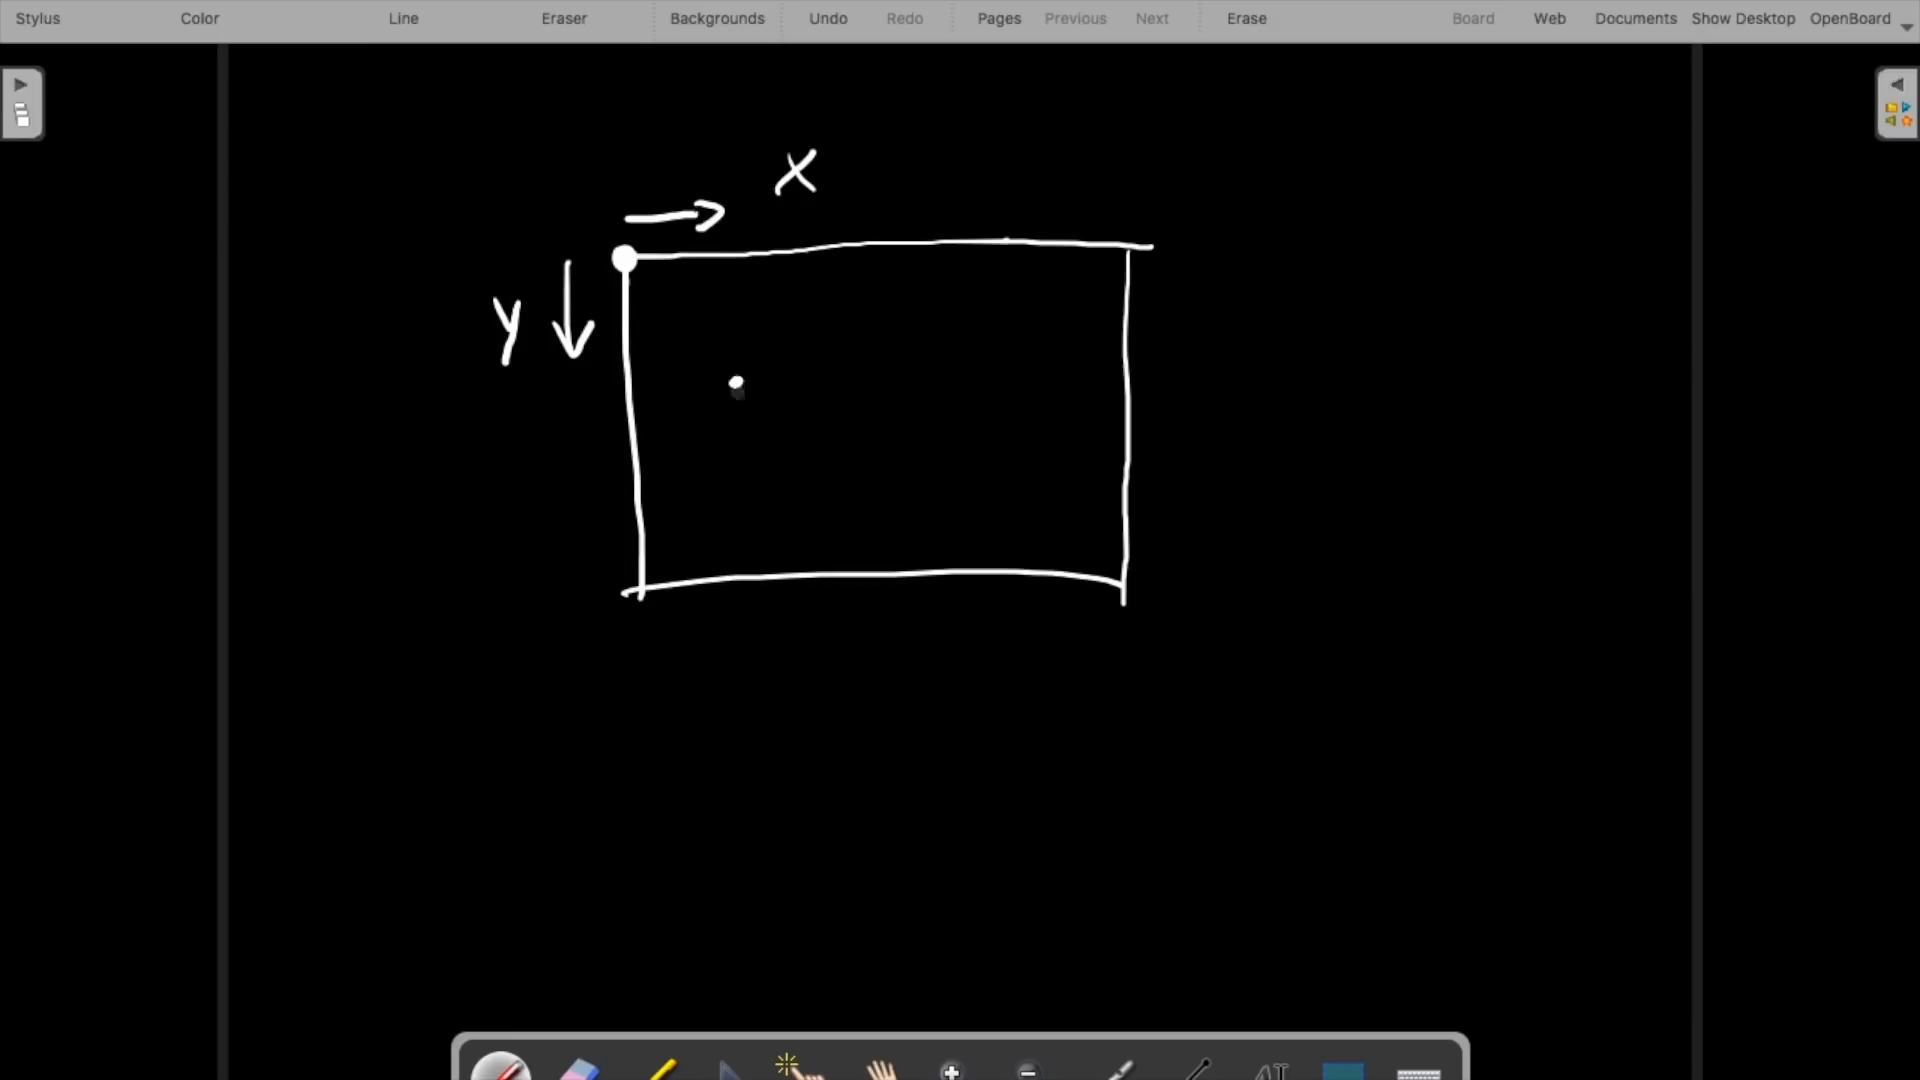 Stylus Color Line Eraser Backgrounds Undo Redo Pages Previous Next Erase Board Web Documents Show Desktop OpenBoard
x
y